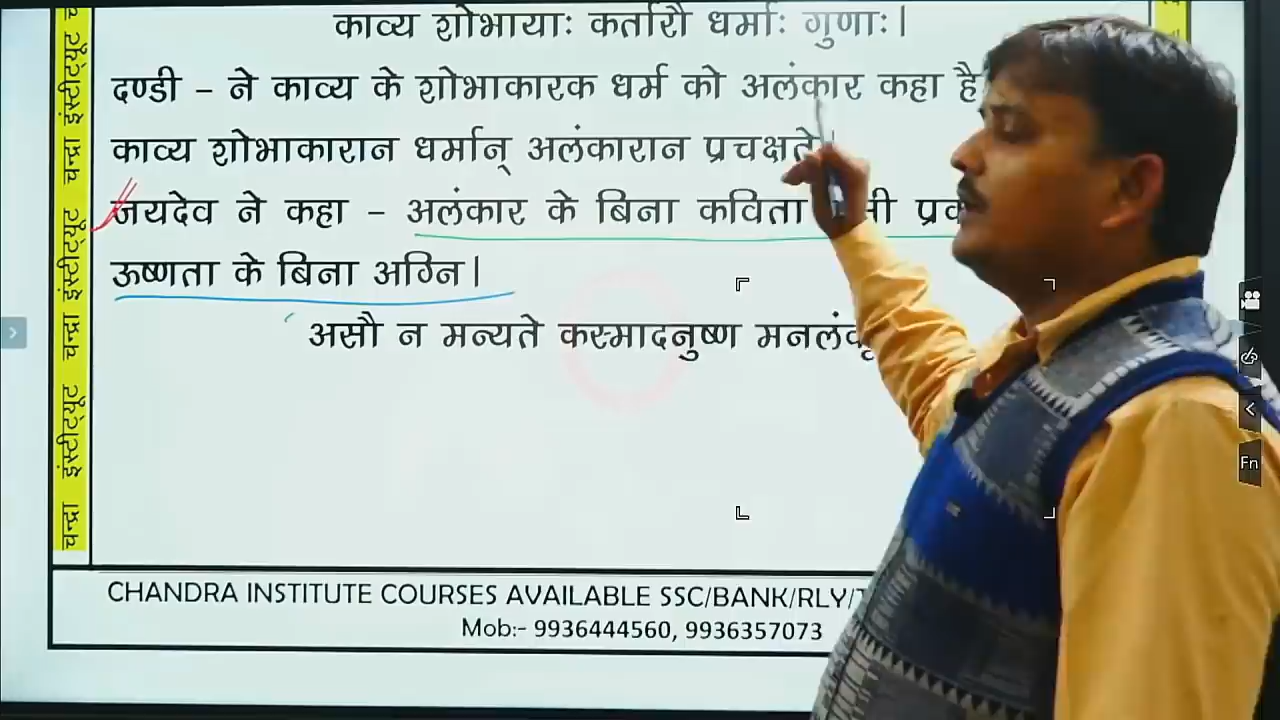 काव्य शोभायाः कर्तारौ धर्माः गुणाः।
दण्डी – ने काव्य के शोभाकारक धर्म को अलंकार कहा है
काव्य शोभाकारान धर्मान् अलंकारान प्रचक्षते।
जयदेव ने कहा – अलंकार के बिना कविता
ऊष्णता के बिना अग्नि।
असौ न मन्यते कस्मादनुष्ण
चन्द्रा इंस्टीट्यूट चन्द्रा इंस्टीट्यूट चन्द्रा इंस्टीट्यूट
CHANDRA INSTITUTE COURSES AVAILABLE SSC/BANK/RLY/
Mob:- 9936444560, 9936357073
Fn